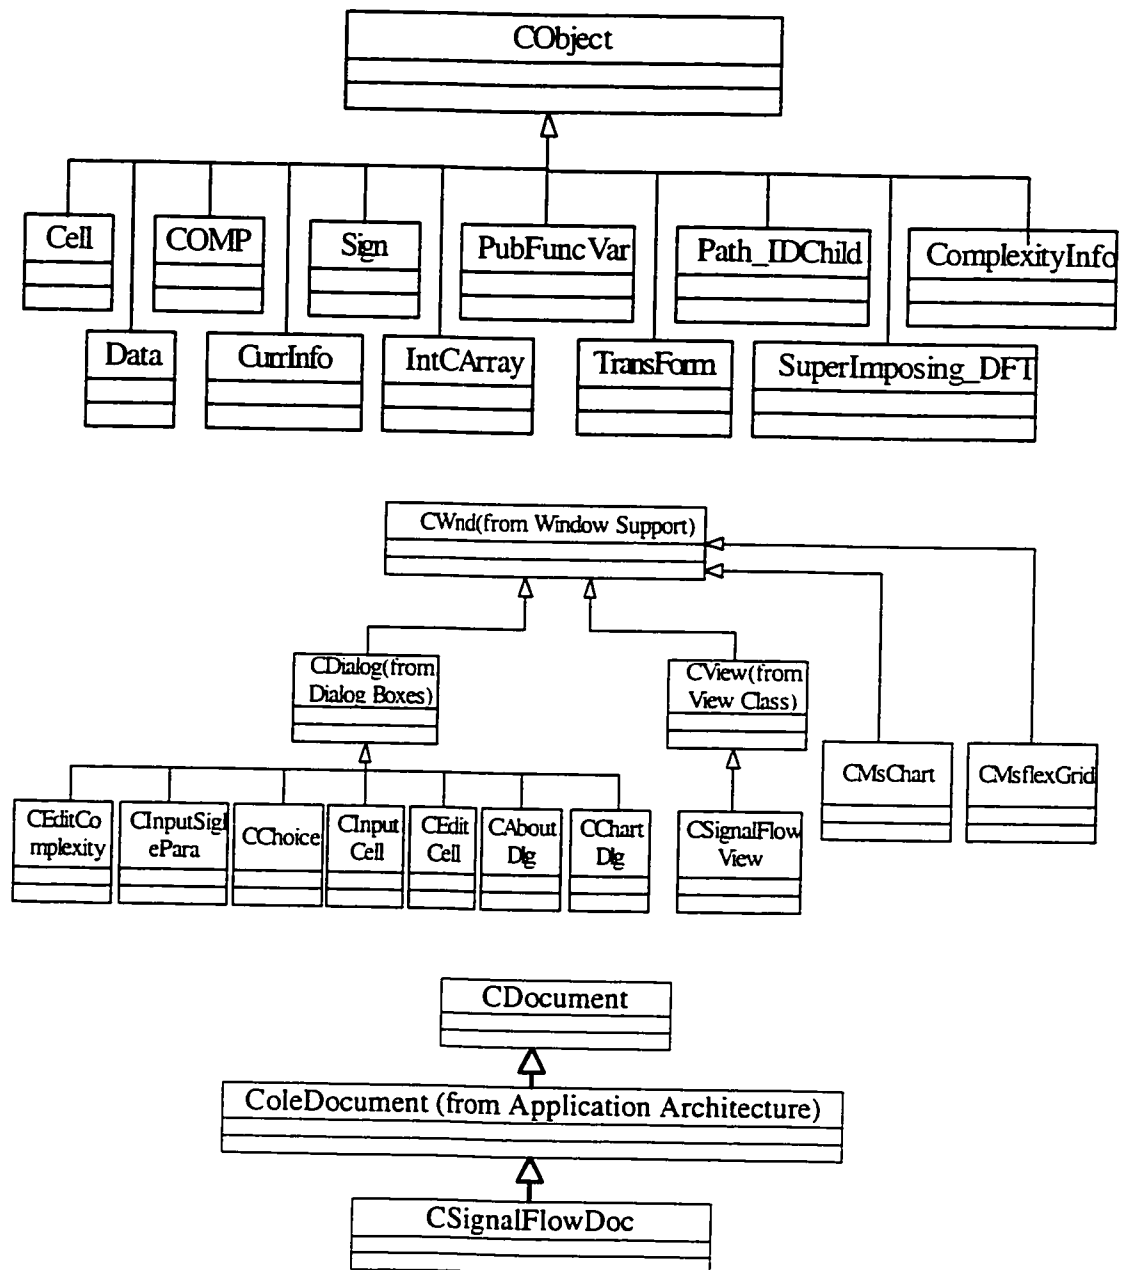 CObject
Cell
COMP
Sign
PubFuncVar
Path_IDChild
ComplexityInfo
Data
CurrInfo
IntCArray
TransForm
SuperImposing_DFT
CWnd(from Window Support)
CDialog(from
Dialog Boxes)
CView(from
View Class)
CMsChart
CMsflexGrid
CEditCo
mplexity
CInputSigl
ePara
CChoice
CInput
Cell
CEdit
Cell
CAbout
Dlg
CChart
Dlg
CSignalFlow
View
CDocument
ColeDocument (from Application Architecture)
CSignalFlowDoc